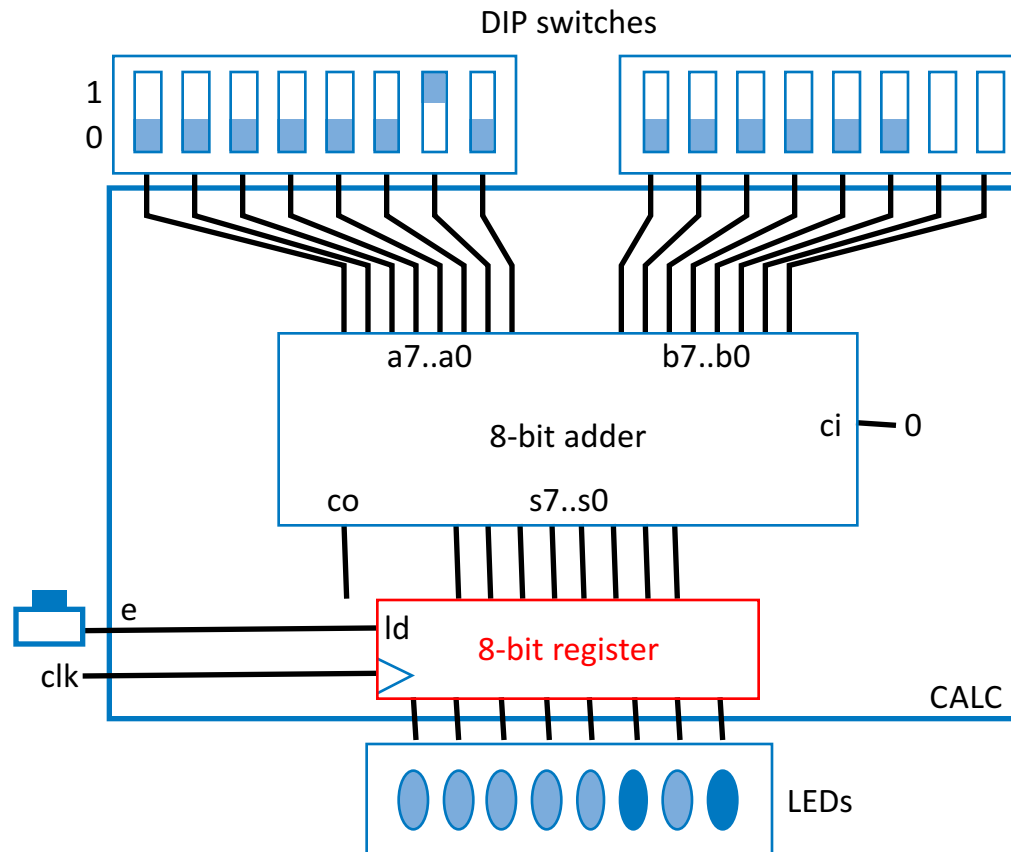 DIP switches
1
0
a7..a0
b7..b0
8-bit adder
ci
0
co
s7..s0
e
ld
8-bit register
clk
CALC
LEDs